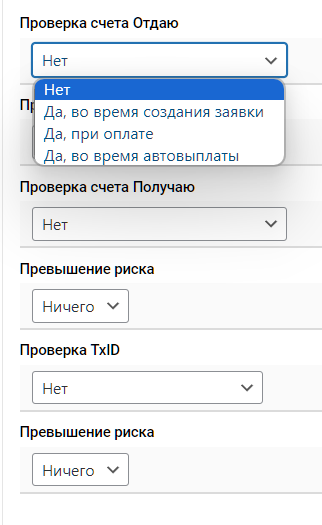 Проверка счета Отдаю
Нет
Нет
Да, во время создания заявки
Да, при оплате
Да, во время автовыплаты
Проверка счета Получаю
Нет
Превышение риска
Ничего
Проверка TxID
Нет
Превышение риска
Ничего